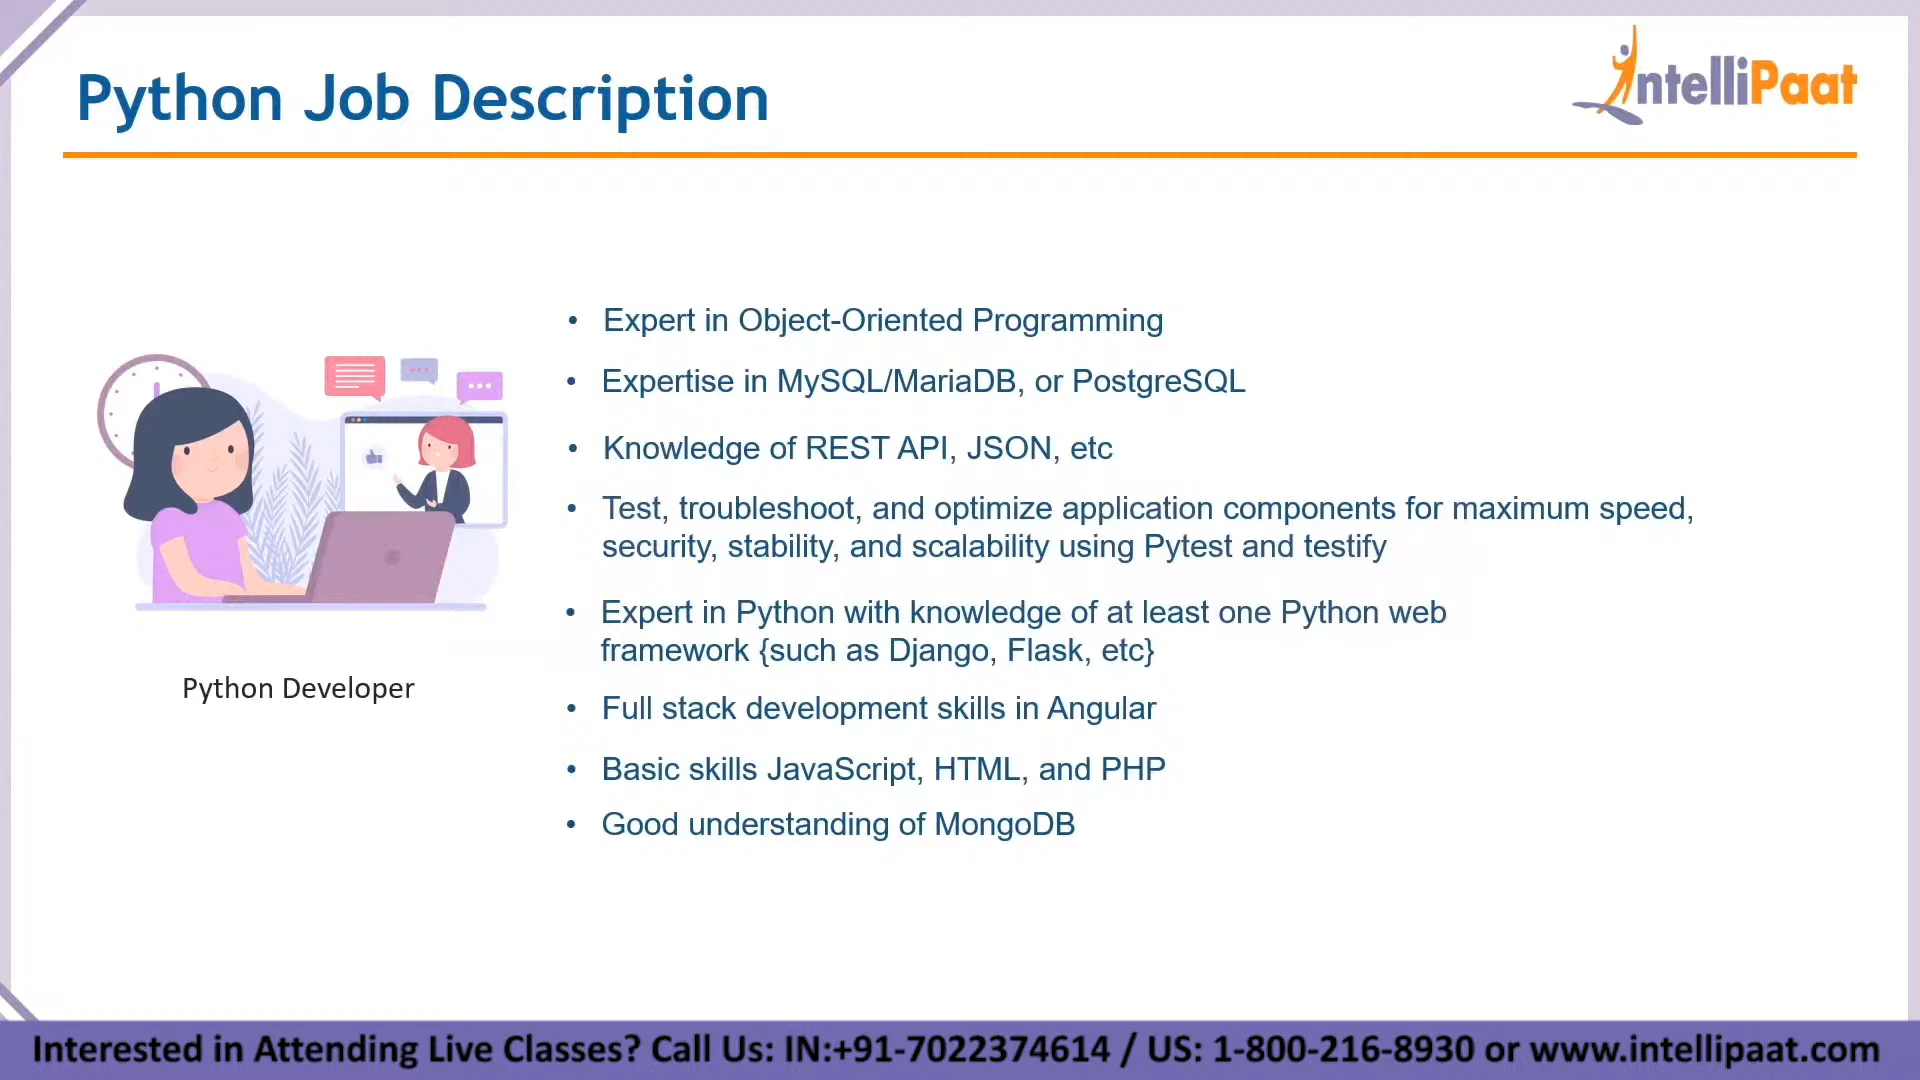 Python Job Description
IntelliPaat
• Expert in Object-Oriented Programming
• Expertise in MySQL/MariaDB, or PostgreSQL
• Knowledge of REST API, JSON, etc
• Test, troubleshoot, and optimize application components for maximum speed,
security, stability, and scalability using Pytest and testify
• Expert in Python with knowledge of at least one Python web
framework {such as Django, Flask, etc}
• Full stack development skills in Angular
• Basic skills JavaScript, HTML, and PHP
• Good understanding of MongoDB
Python Developer
Interested in Attending Live Classes? Call Us: IN:+91-7022374614 / US: 1-800-216-8930 or www.intellipaat.com